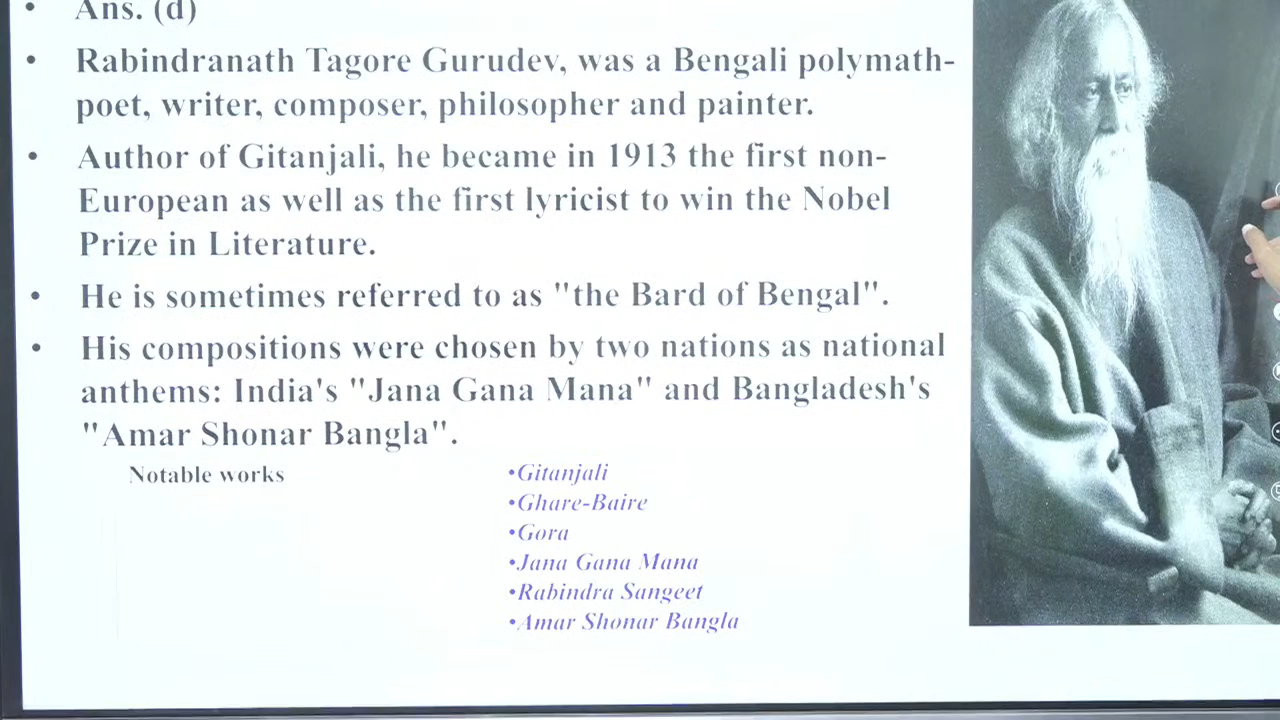 • Ans. (d)
• Rabindranath Tagore Gurudev, was a Bengali polymath-
poet, writer, composer, philosopher and painter.
• Author of Gitanjali, he became in 1913 the first non-
European as well as the first lyricist to win the Nobel
Prize in Literature.
• He is sometimes referred to as "the Bard of Bengal".
• His compositions were chosen by two nations as national
anthems: India's "Jana Gana Mana" and Bangladesh's
"Amar Shonar Bangla".
Notable works
•Gitanjali
•Ghare-Baire
•Gora
•Jana Gana Mana
•Rabindra Sangeet
•Amar Shonar Bangla